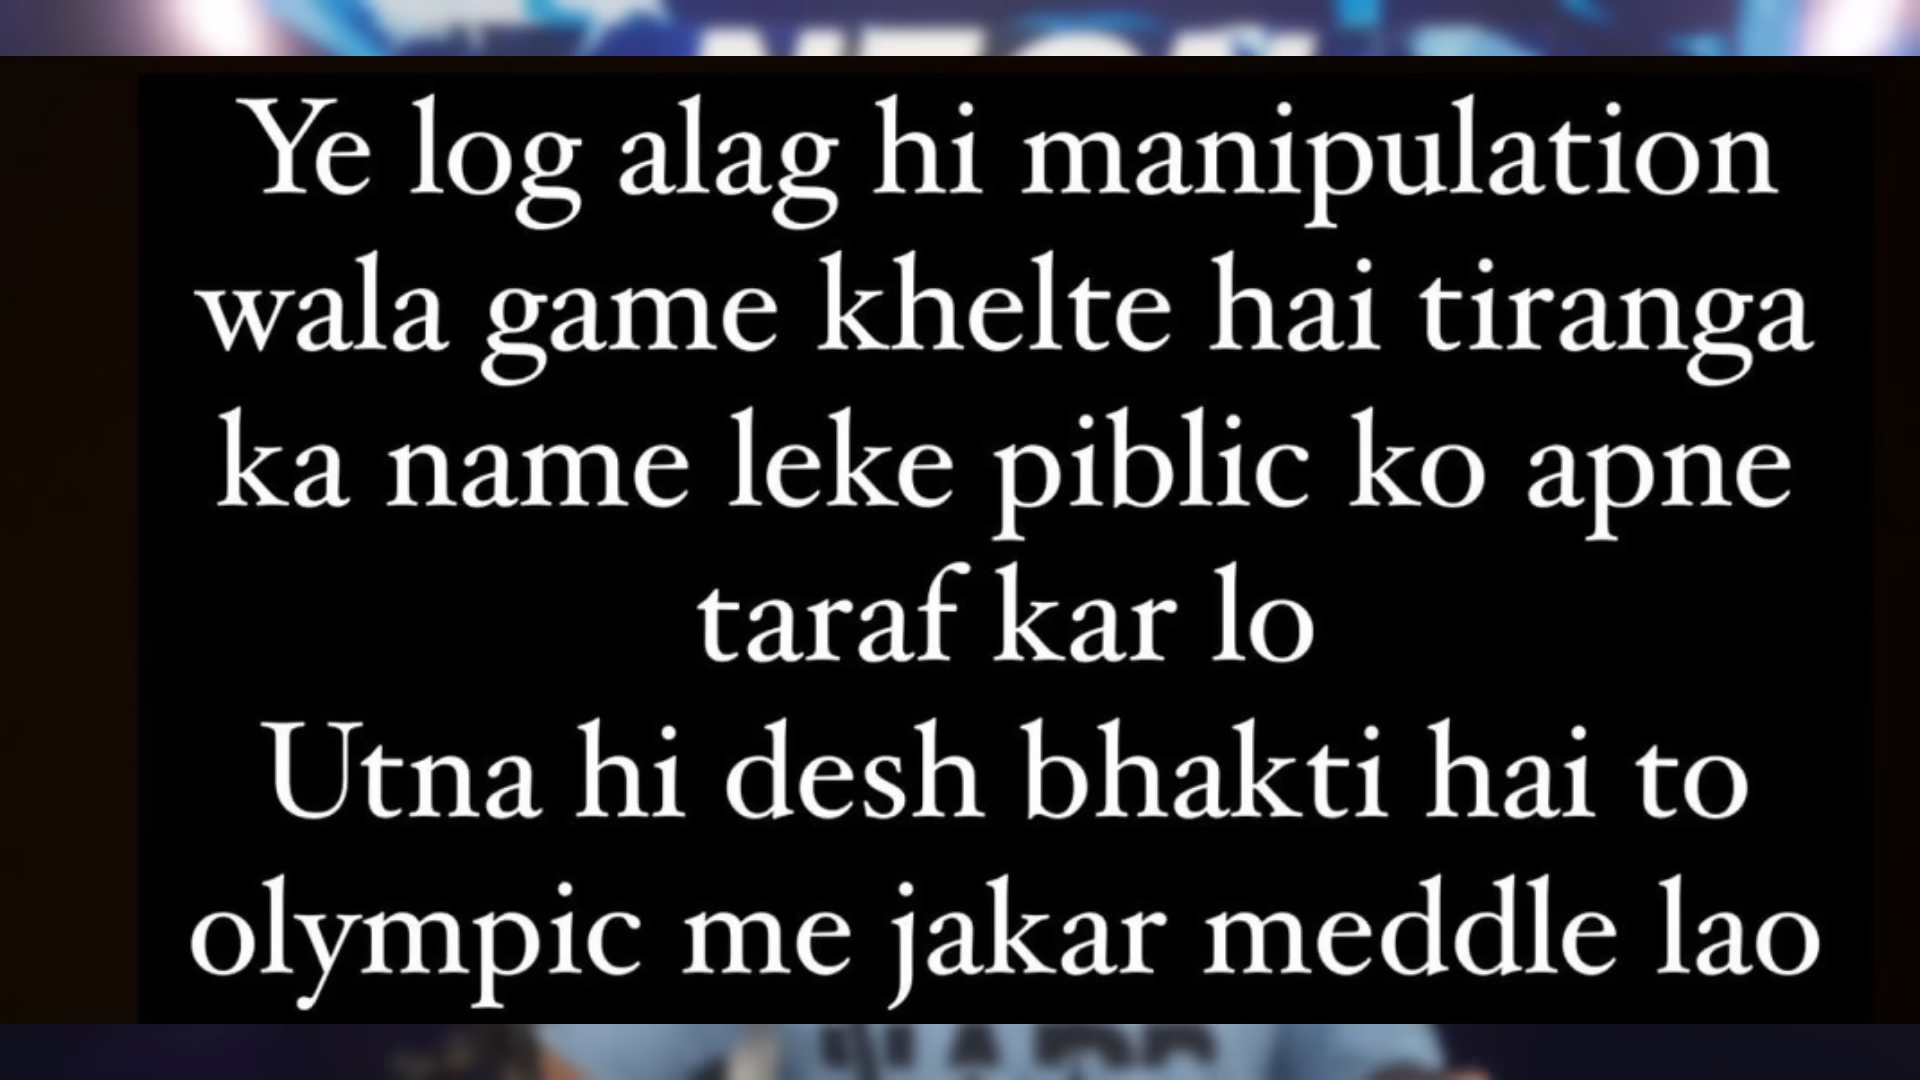 Ye log alag hi manipulation
wala game khelte hai tiranga
ka name leke piblic ko apne
taraf kar lo
Utna hi desh bhakti hai to
olympic me jakar meddle lao